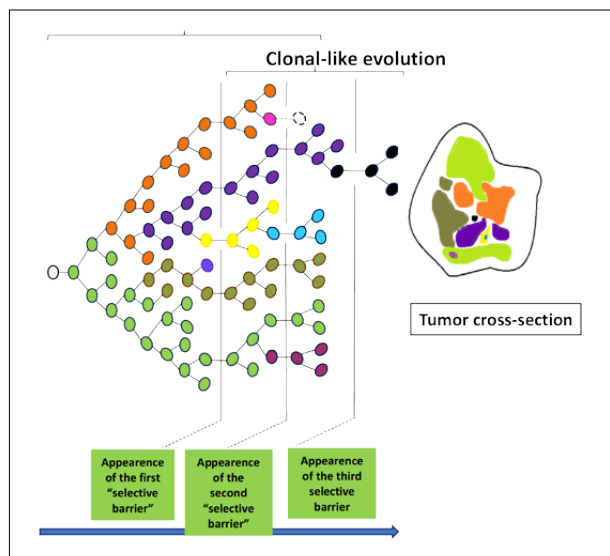 Clonal-like evolution
Tumor cross-section
Appearence
of the first
“selective
barrier”
Appearence
of the
second
“selective
barrier”
Appearence
of the third
selective
barrier